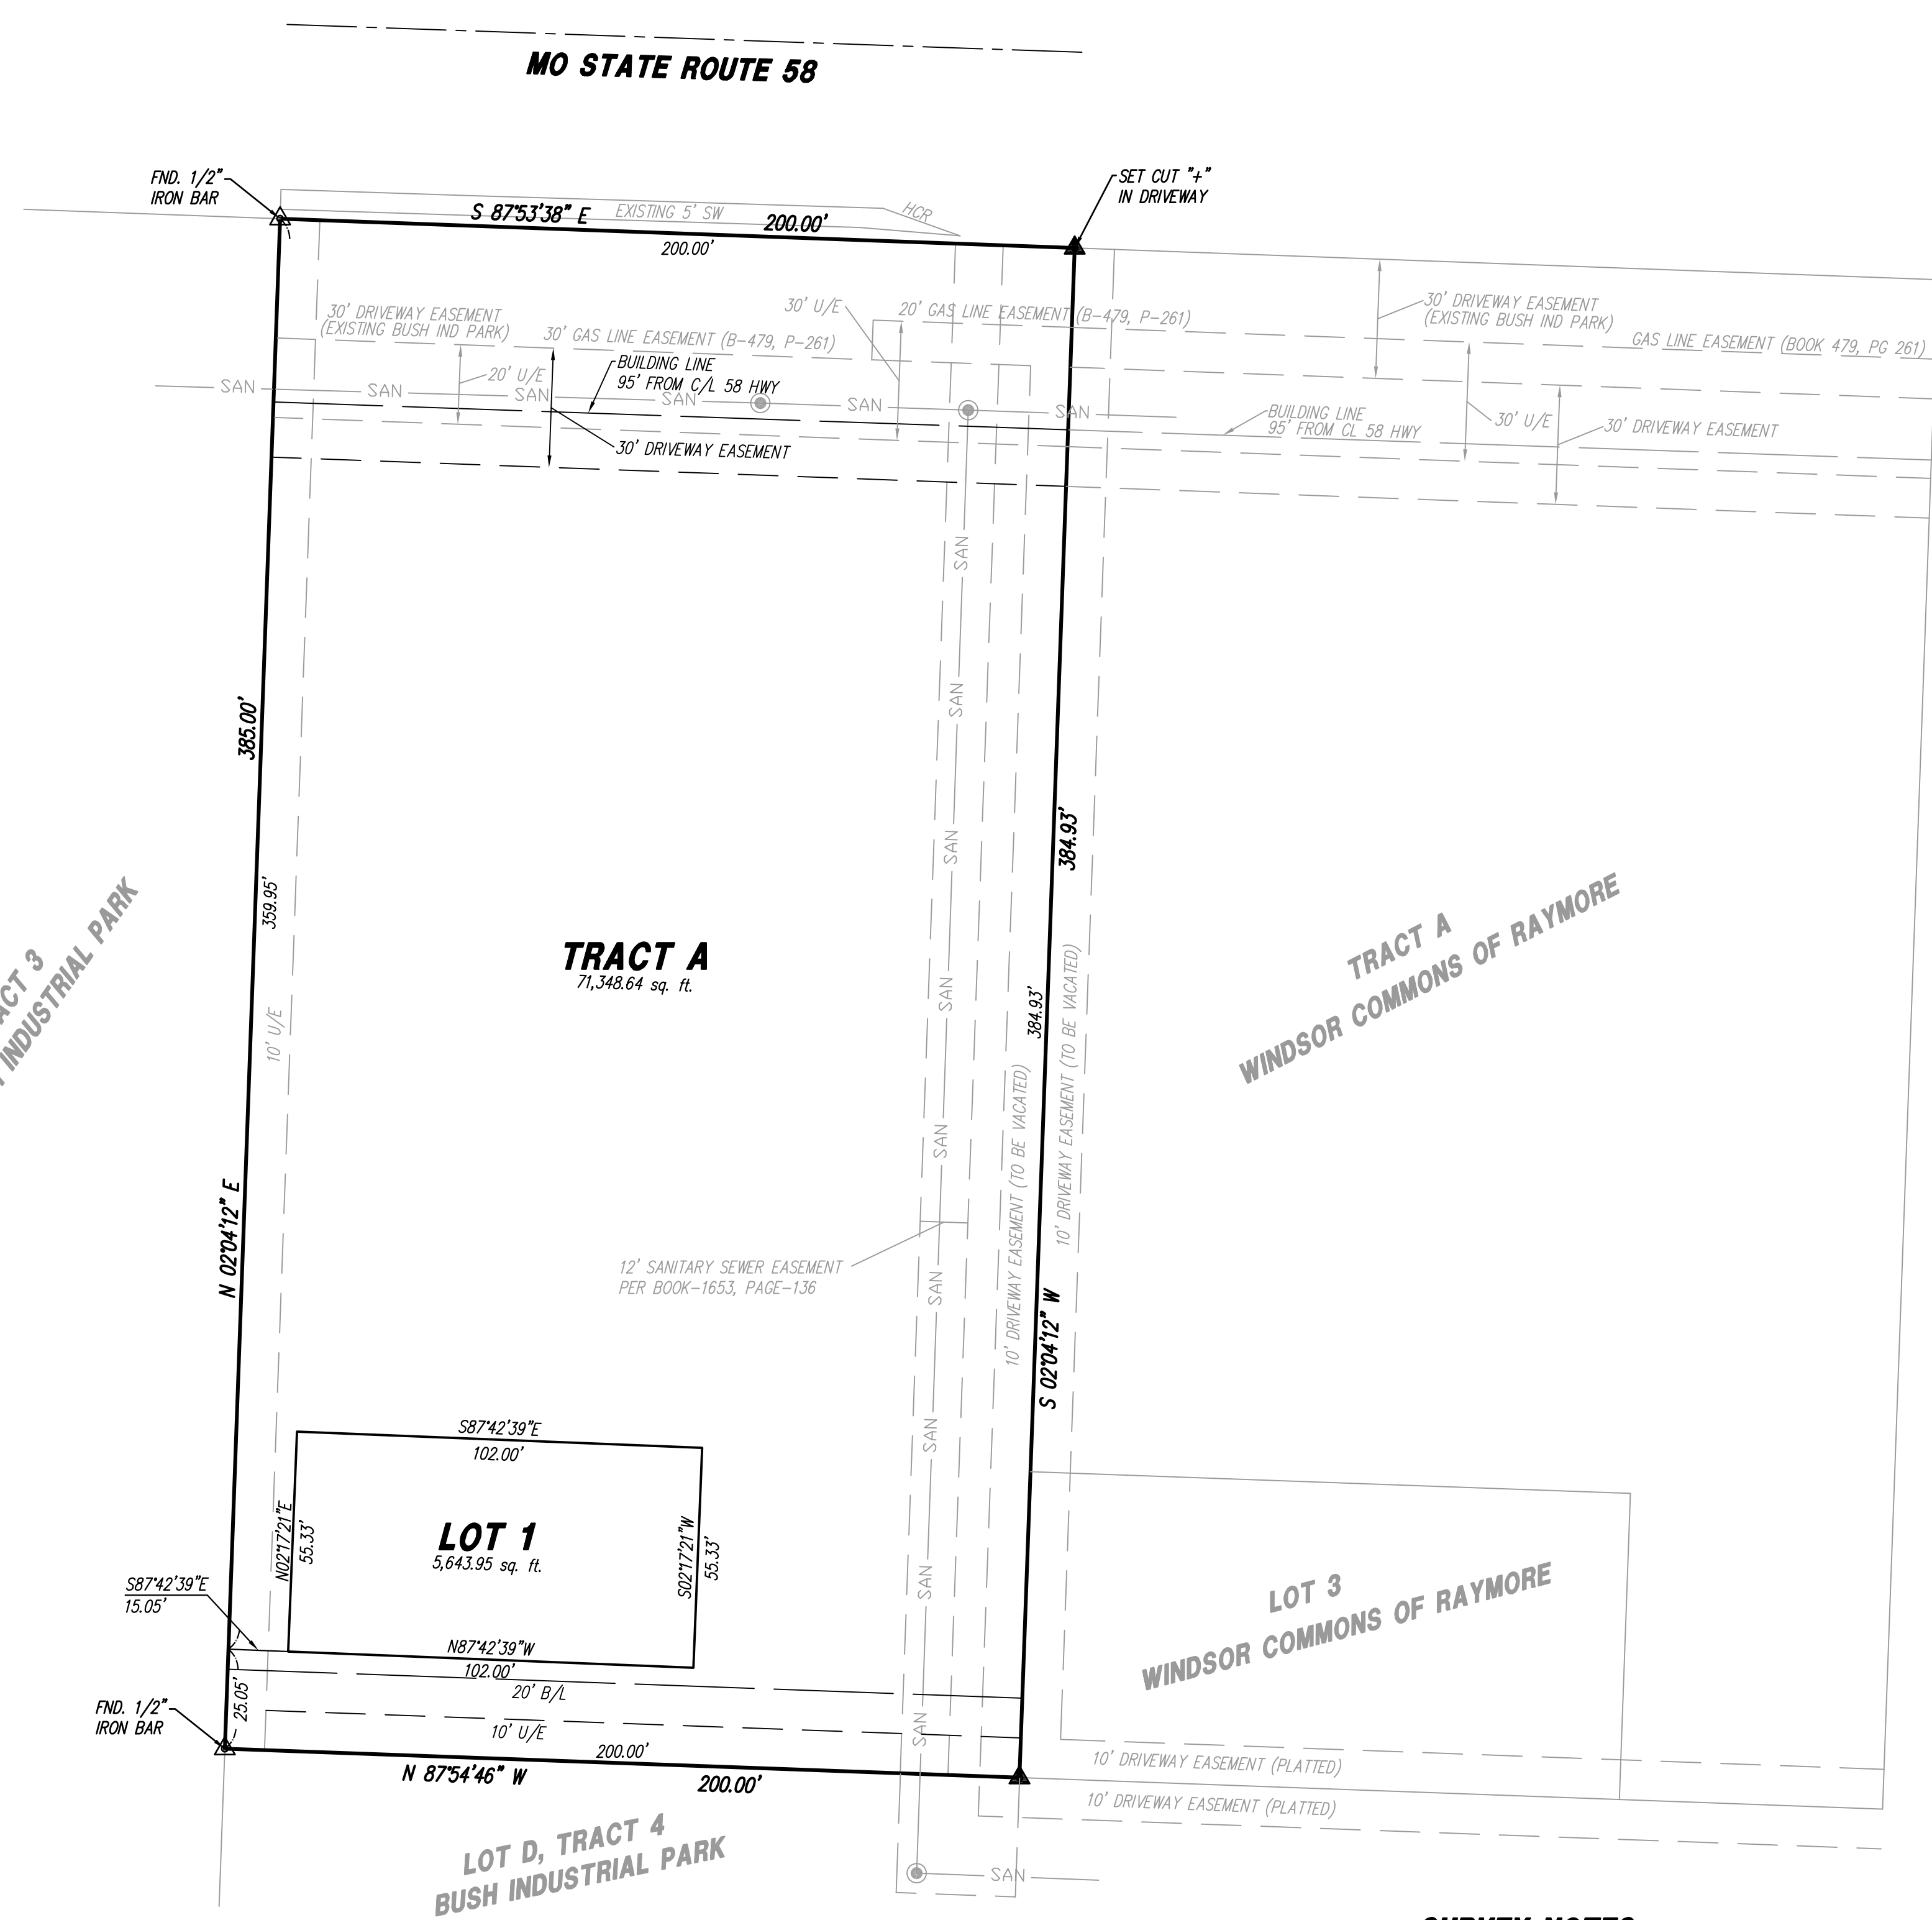 MO STATE ROUTE 58
FND. 1/2"
IRON BAR
SET CUT "+"
IN DRIVEWAY
S 87°53'38" E
EXISTING 5' SW
200.00'
HCR
200.00'
30' DRIVEWAY EASEMENT
(EXISTING BUSH IND PARK)
30' GAS LINE EASEMENT (B-479, P-261)
30' U/E
20' GAS LINE EASEMENT (B-479, P-261)
30' DRIVEWAY EASEMENT
(EXISTING BUSH IND PARK)
GAS LINE EASEMENT (BOOK 479, PG 261)
BUILDING LINE
95' FROM C/L 58 HWY
20' U/E
SAN
SAN
SAN
SAN
SAN
SAN
BUILDING LINE
95' FROM CL 58 HWY
30' U/E
30' DRIVEWAY EASEMENT
30' DRIVEWAY EASEMENT
SAN
SAN
SAN
SAN
SAN
SAN
SAN
SAN
SAN
385.00'
359.95'
384.93'
384.93'
TRACT A
71,348.64 sq. ft.
TRACT A
WINDSOR COMMONS OF RAYMORE
ACT 3
INDUSTRIAL PARK
10' U/E
10' DRIVEWAY EASEMENT (TO BE VACATED)
10' DRIVEWAY EASEMENT (TO BE VACATED)
N 02°04'12" E
S 02°04'12" W
12' SANITARY SEWER EASEMENT
PER BOOK-1653, PAGE-136
S87°42'39"E
102.00'
N02°17'21"E
55.33'
LOT 1
5,643.95 sq. ft.
S02°17'21"W
55.33'
S87°42'39"E
15.05'
N87°42'39"W
102.00'
LOT 3
WINDSOR COMMONS OF RAYMORE
25.05'
20' B/L
10' U/E
FND. 1/2"
IRON BAR
200.00'
N 87°54'46" W
200.00'
10' DRIVEWAY EASEMENT (PLATTED)
10' DRIVEWAY EASEMENT (PLATTED)
LOT D, TRACT 4
BUSH INDUSTRIAL PARK
SAN
SURVEY NOTES